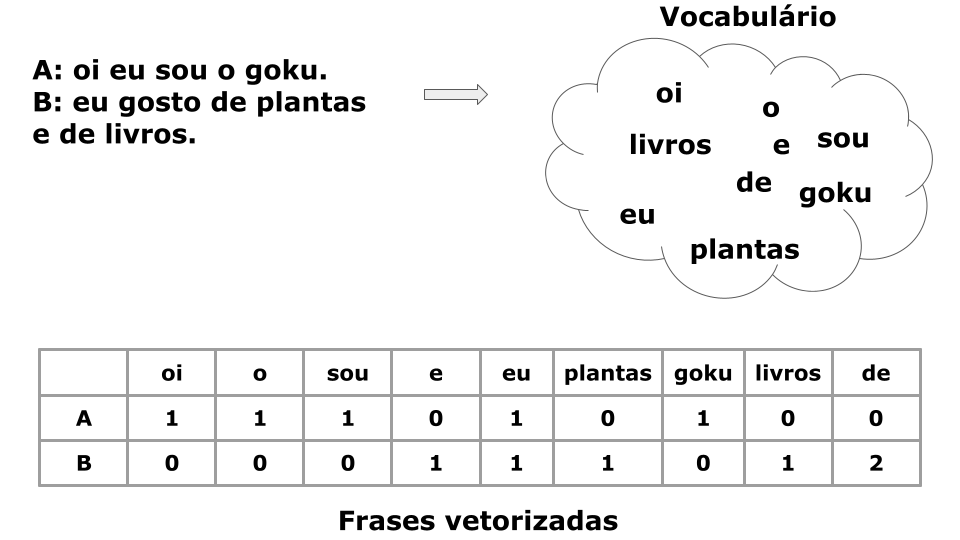 Vocabulário
A: oi eu sou o goku.
B: eu gosto de plantas
e de livros.
oi
o
livros e sou
de goku
eu
plantas
oi o sou e eu plantas goku livros de
A 1 1 1 0 1 0 1 0 0
B 0 0 0 1 1 1 0 1 2
Frases vetorizadas